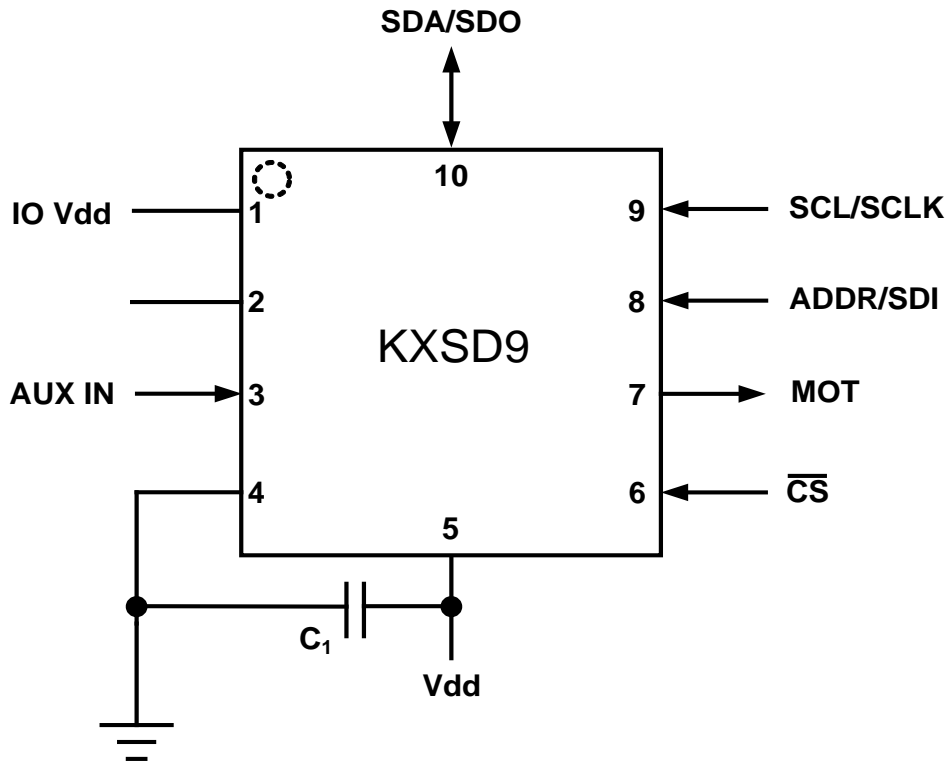 SDA/SDO
10
IO Vdd
1
9
SCL/SCLK
2
8
ADDR/SDI
KXSD9
AUX IN
3
7
MOT
4
6
C̅S̅
5
C₁
Vdd